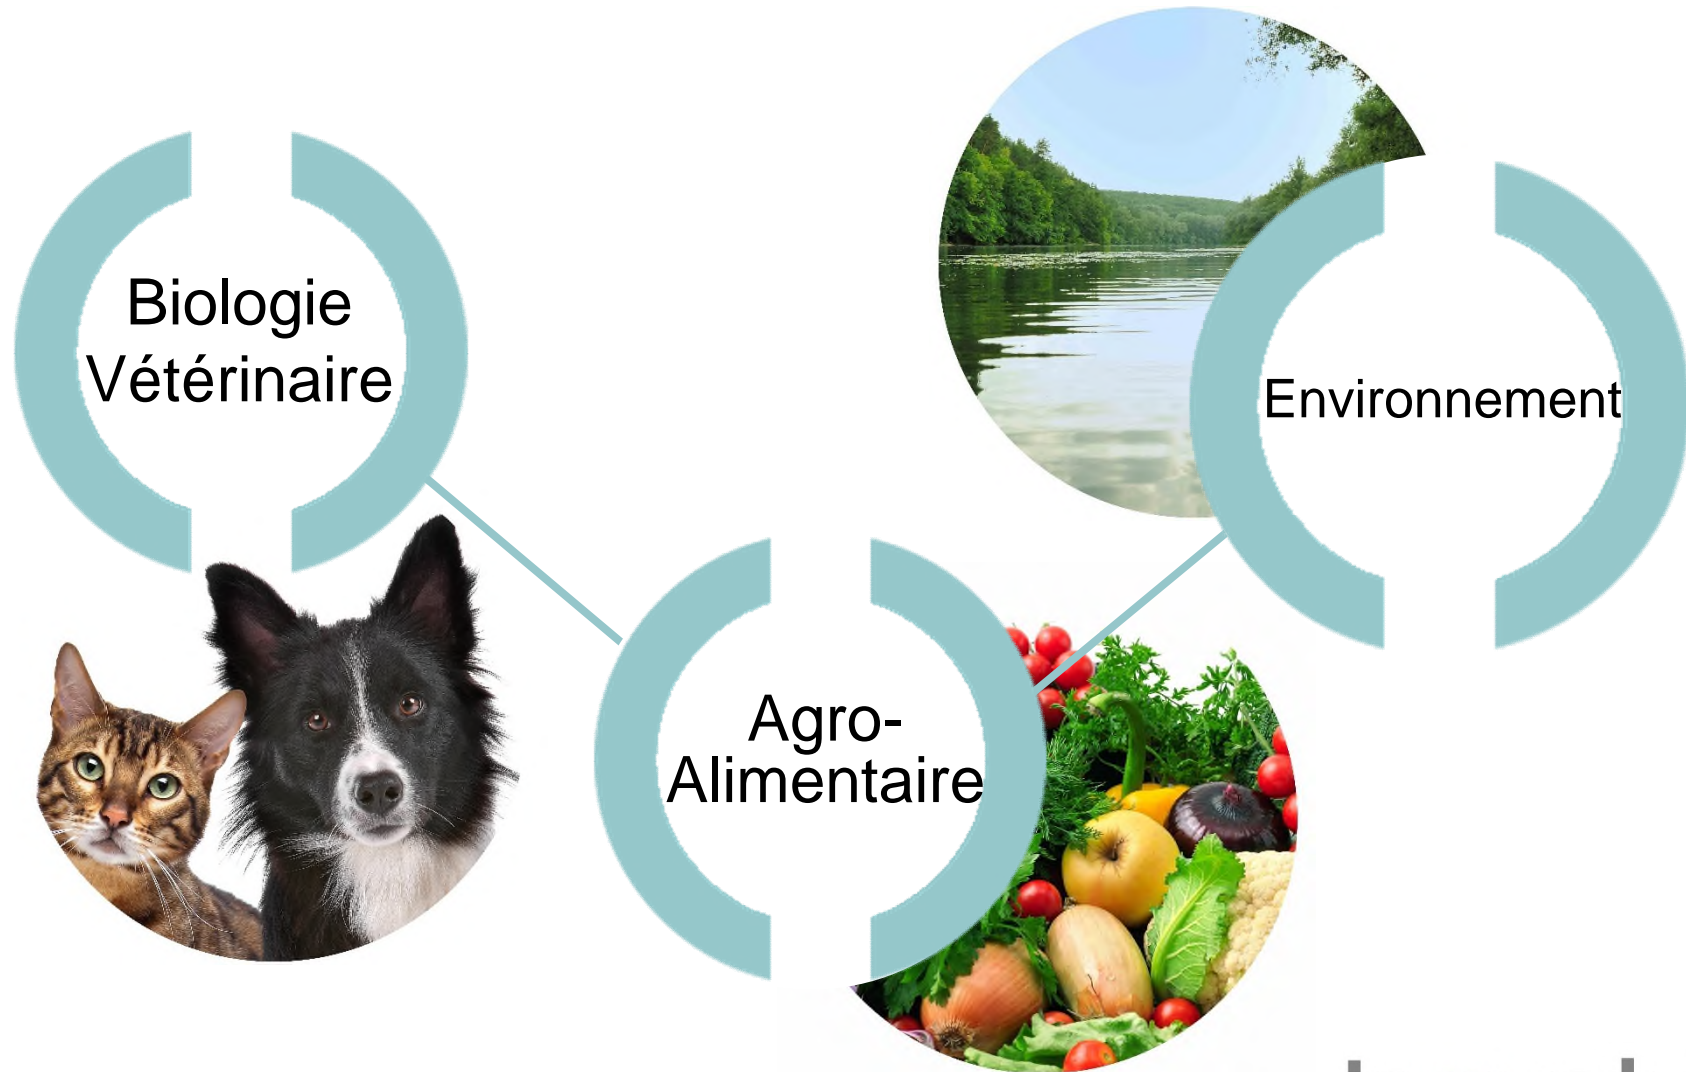 Biologie
Vétérinaire
Environnement
Agro-
Alimentaire